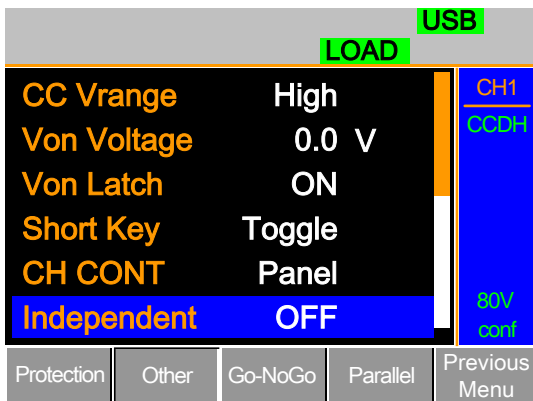 USB
LOAD
CC Vrange High
Von Voltage 0.0 V
Von Latch ON
Short Key Toggle
CH CONT Panel
Independent OFF
CH1
CCDH
80V
conf
Protection Other Go-NoGo Parallel Previous Menu